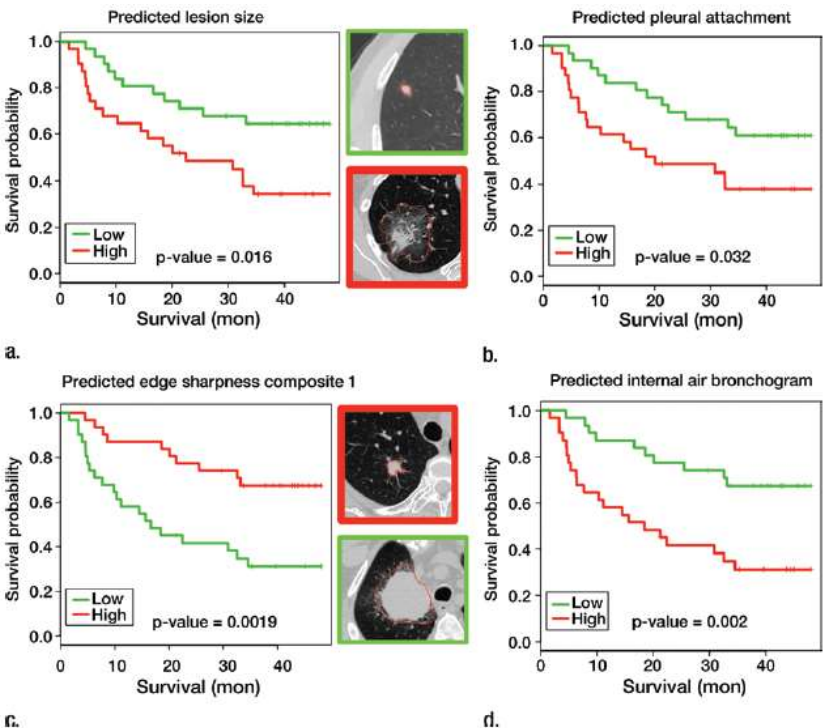 Predicted lesion size
Survival probability
1.0
0.8
0.6
0.4
0.2
0.0
Low
High
p-value = 0.016
0 10 20 30 40
Survival (mon)
a.
Predicted pleural attachment
Survival probability
1.0
0.8
0.6
0.4
0.2
0.0
Low
High
p-value = 0.032
0 10 20 30 40
Survival (mon)
b.
Predicted edge sharpness composite 1
Survival probability
1.0
0.8
0.6
0.4
0.2
0.0
Low
High
p-value = 0.0019
0 10 20 30 40
Survival (mon)
c.
Predicted internal air bronchogram
Survival probability
1.0
0.8
0.6
0.4
0.2
0.0
Low
High
p-value = 0.002
0 10 20 30 40
Survival (mon)
d.